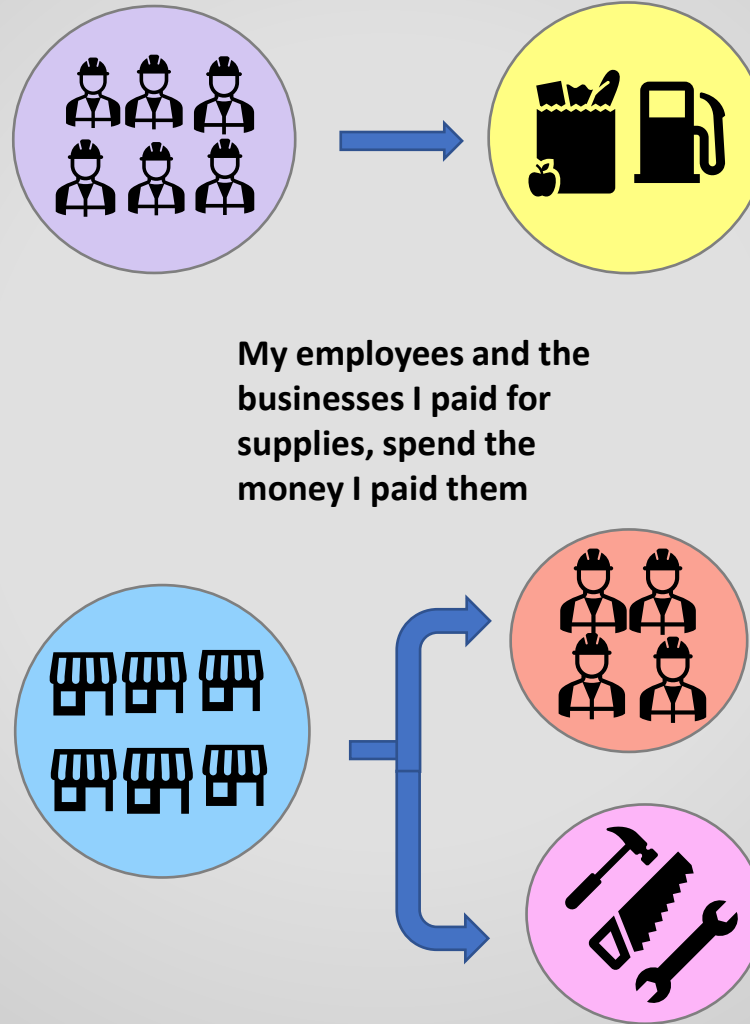 My employees and the
businesses I paid for
supplies, spend the
money I paid them